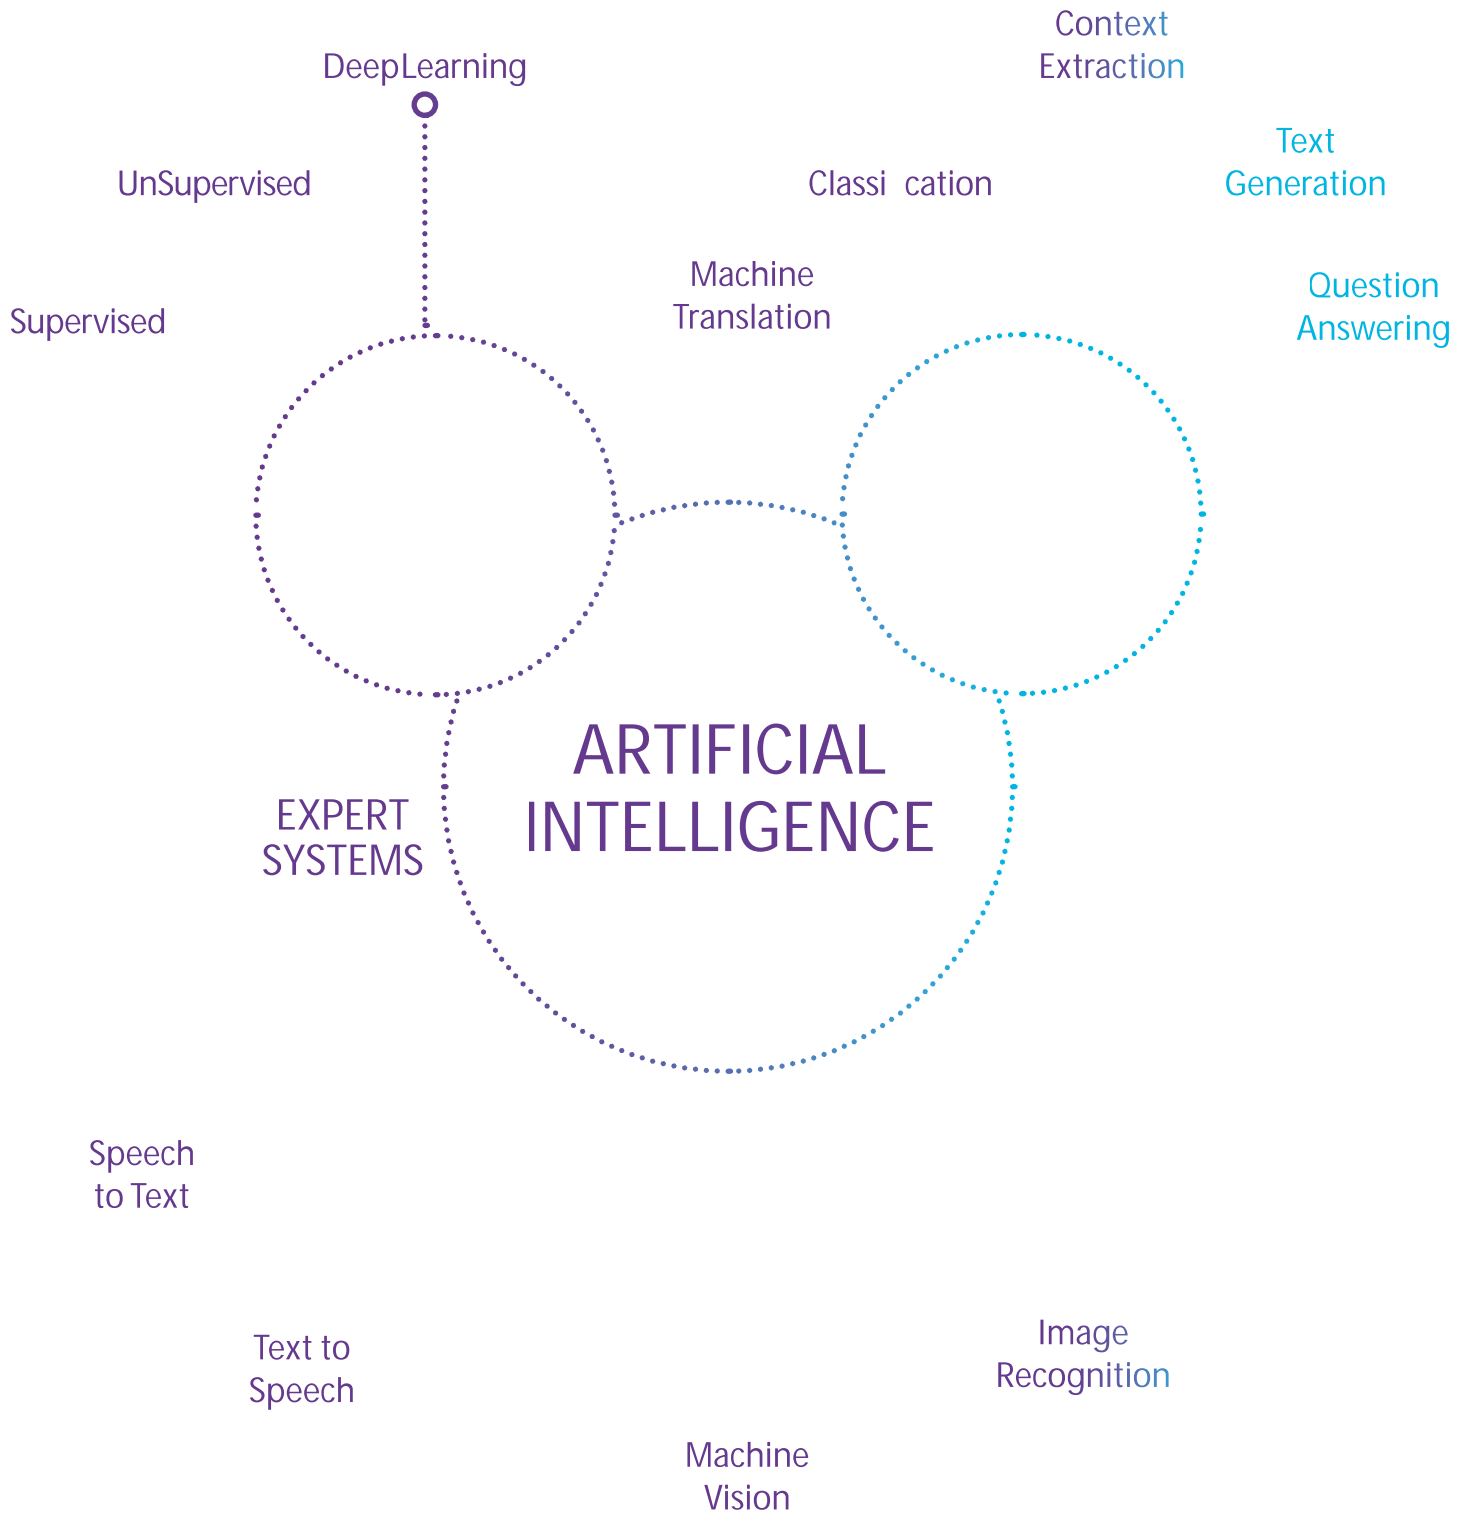 Context
Extraction
DeepLearning
Text
Generation
UnSupervised
Classi cation
Machine
Translation
Question
Answering
Supervised
ARTIFICIAL
INTELLIGENCE
EXPERT
SYSTEMS
Speech
to Text
Text to
Speech
Image
Recognition
Machine
Vision